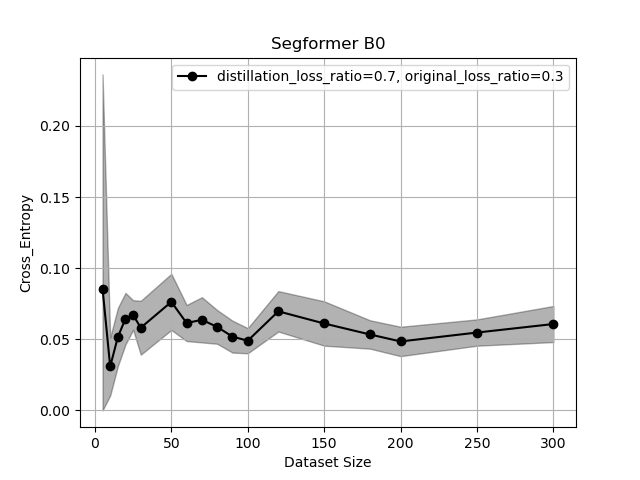 Segformer B0
distillation_loss_ratio=0.7, original_loss_ratio=0.3
Cross_Entropy
0.20
0.15
0.10
0.05
0.00
0 50 100 150 200 250 300
Dataset Size